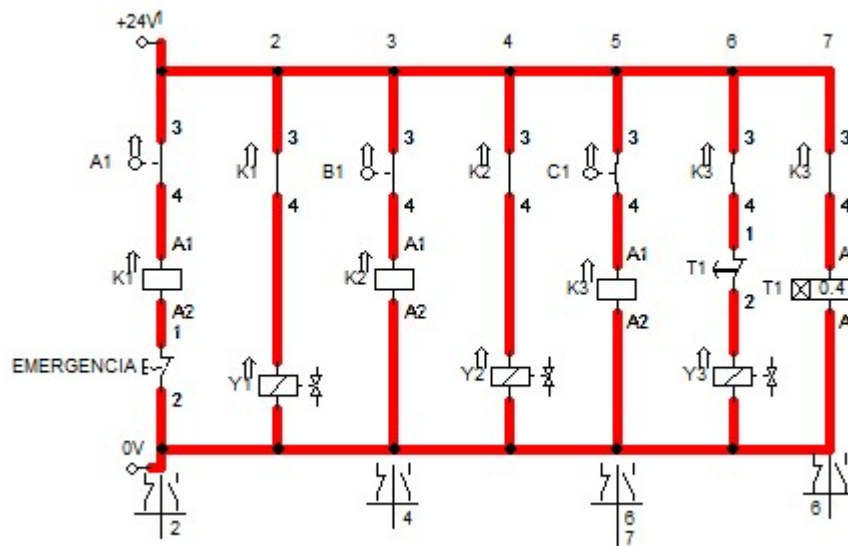 +24V 1
2 3 4 5 6 7
3 3 3 3 3 3 3
A1 K1 B1 K2 C1 K3 K3
4 4 4 4 4 4 4
1
A1 A1 A1 A
K1 K2 K3 T1 T1 0.4
A2 A2 A2 2 A
1
EMERGENCIA
Y1 Y2 Y3
2
0V
2 4 6 6
7